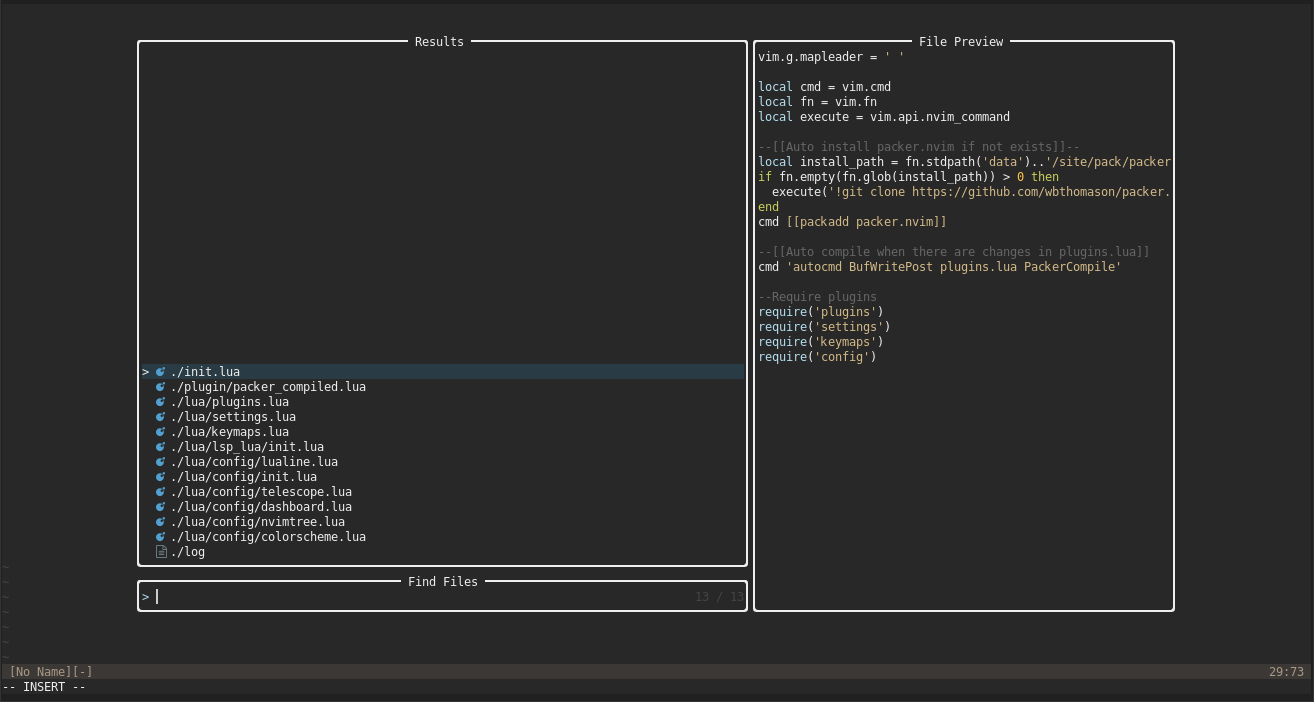 Results
> ./init.lua
./plugin/packer_compiled.lua
./lua/plugins.lua
./lua/settings.lua
./lua/keymaps.lua
./lua/lsp_lua/init.lua
./lua/config/lualine.lua
./lua/config/init.lua
./lua/config/telescope.lua
./lua/config/dashboard.lua
./lua/config/nvimtree.lua
./lua/config/colorscheme.lua
./log
Find Files
> 13 / 13
File Preview
vim.g.mapleader = ' '
local cmd = vim.cmd
local fn = vim.fn
local execute = vim.api.nvim_command
--[[Auto install packer.nvim if not exists]]--
local install_path = fn.stdpath('data')..'/site/pack/packer
if fn.empty(fn.glob(install_path)) > 0 then
execute('!git clone https://github.com/wbthomason/packer.
end
cmd [[packadd packer.nvim]]
--[[Auto compile when there are changes in plugins.lua]]
cmd 'autocmd BufWritePost plugins.lua PackerCompile'
--Require plugins
require('plugins')
require('settings')
require('keymaps')
require('config')
~
~
~
~
~
~
~
[No Name][-] 29:73
-- INSERT --